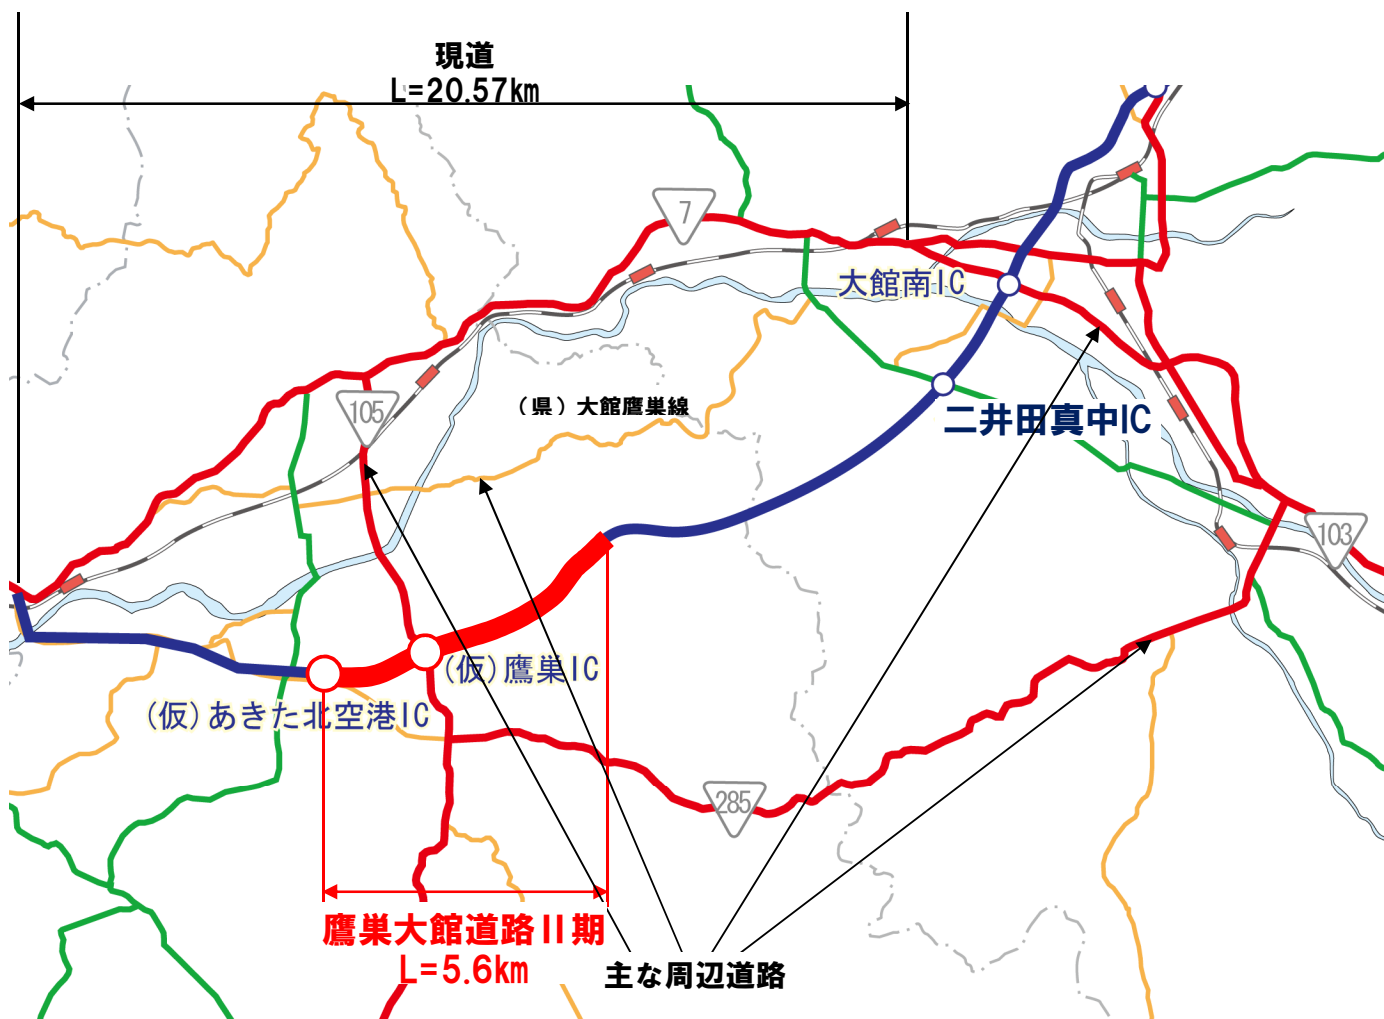 現道
L=20.57km
7
大館南IC
105
（県）大館鷹巣線
二井田真中IC
103
(仮)鷹巣IC
(仮)あきた北空港IC
285
鷹巣大館道路Ⅱ期
L=5.6km
主な周辺道路